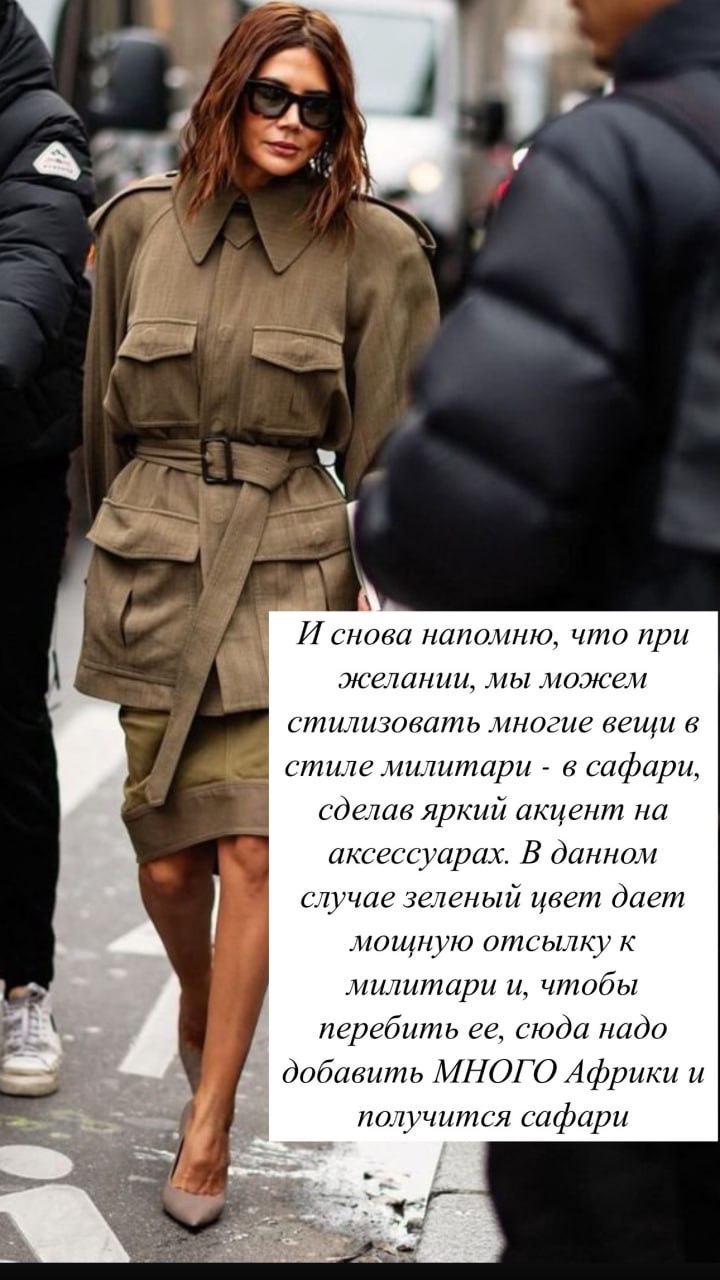 И снова напомню, что при
желании, мы можем
стилизовать многие вещи в
стиле милитари - в сафари,
сделав яркий акцент на
аксессуарах. В данном
случае зеленый цвет дает
мощную отсылку к
милитари и, чтобы
перебить ее, сюда надо
добавить МНОГО Африки и
получится сафари